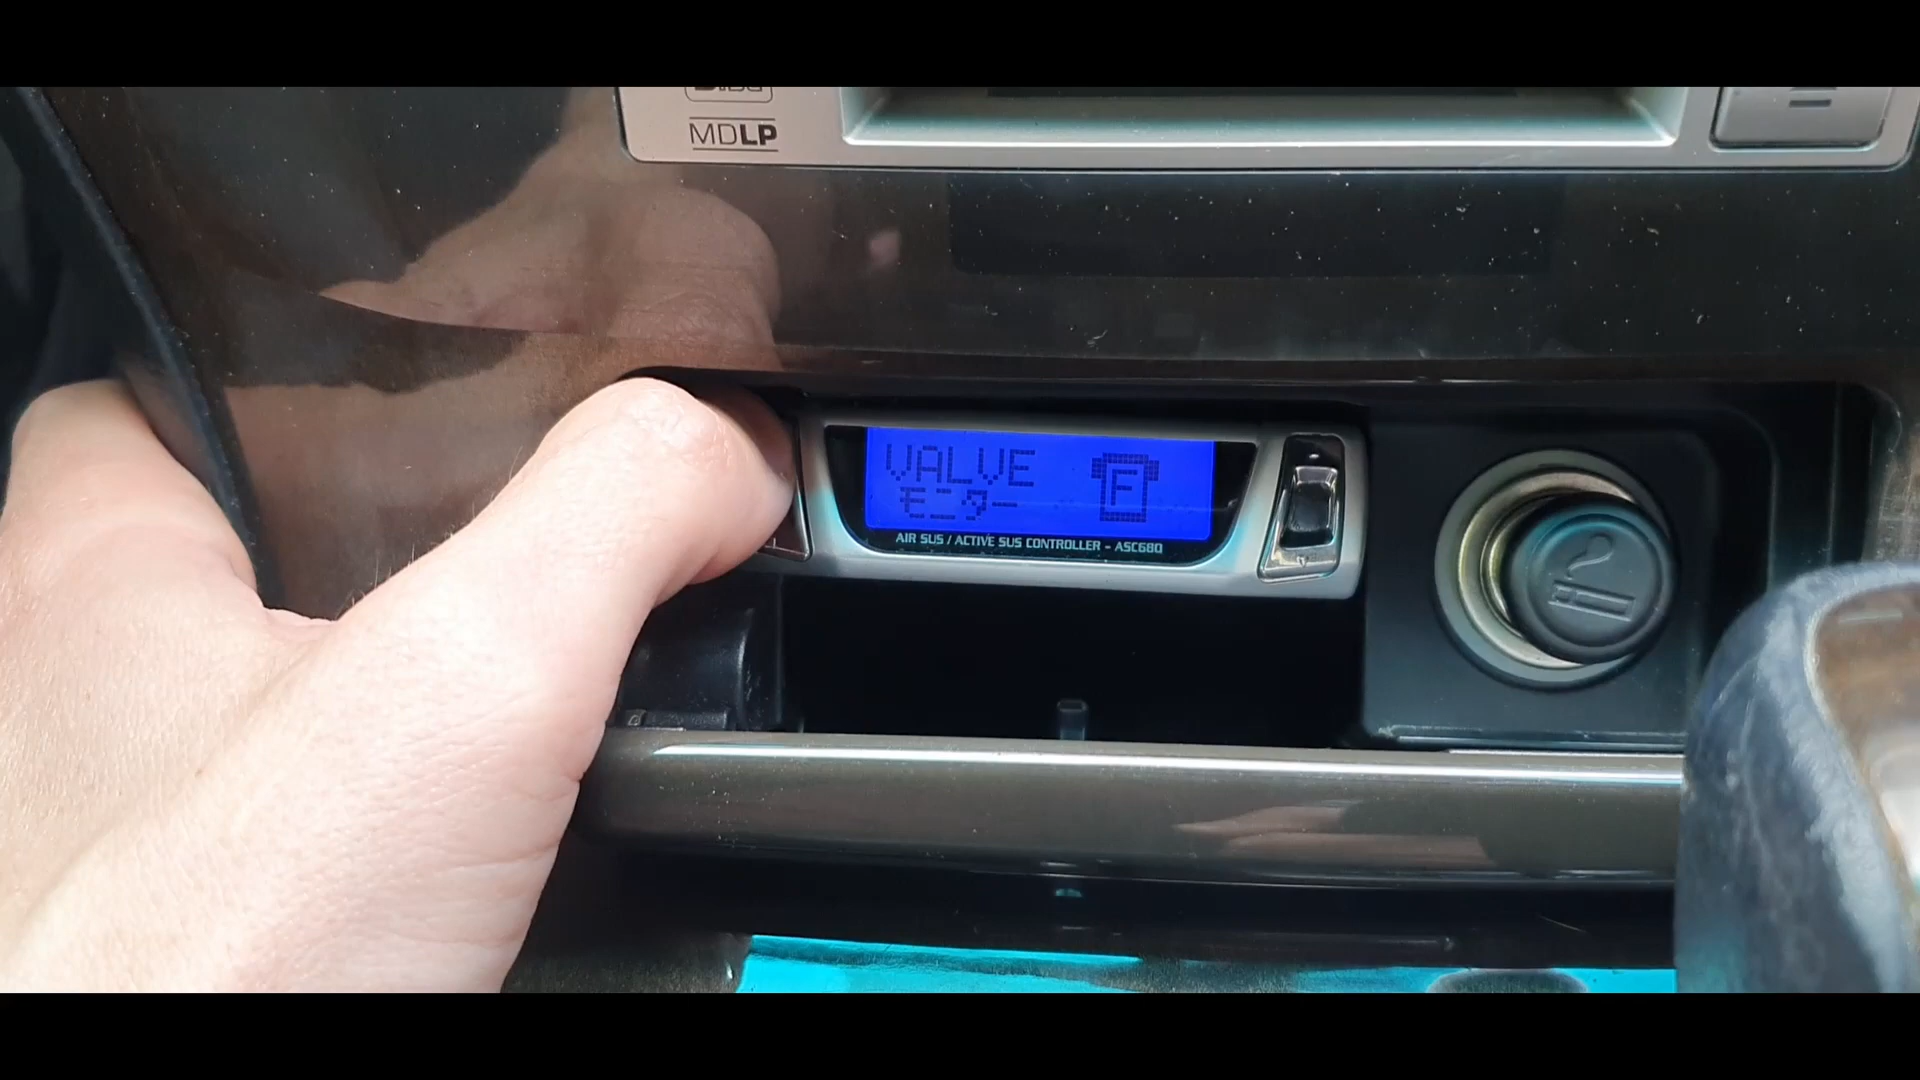 MDLP
VALVE
モニター
F
AIR SUS / ACTIVE SUS CONTROLLER - ASC680